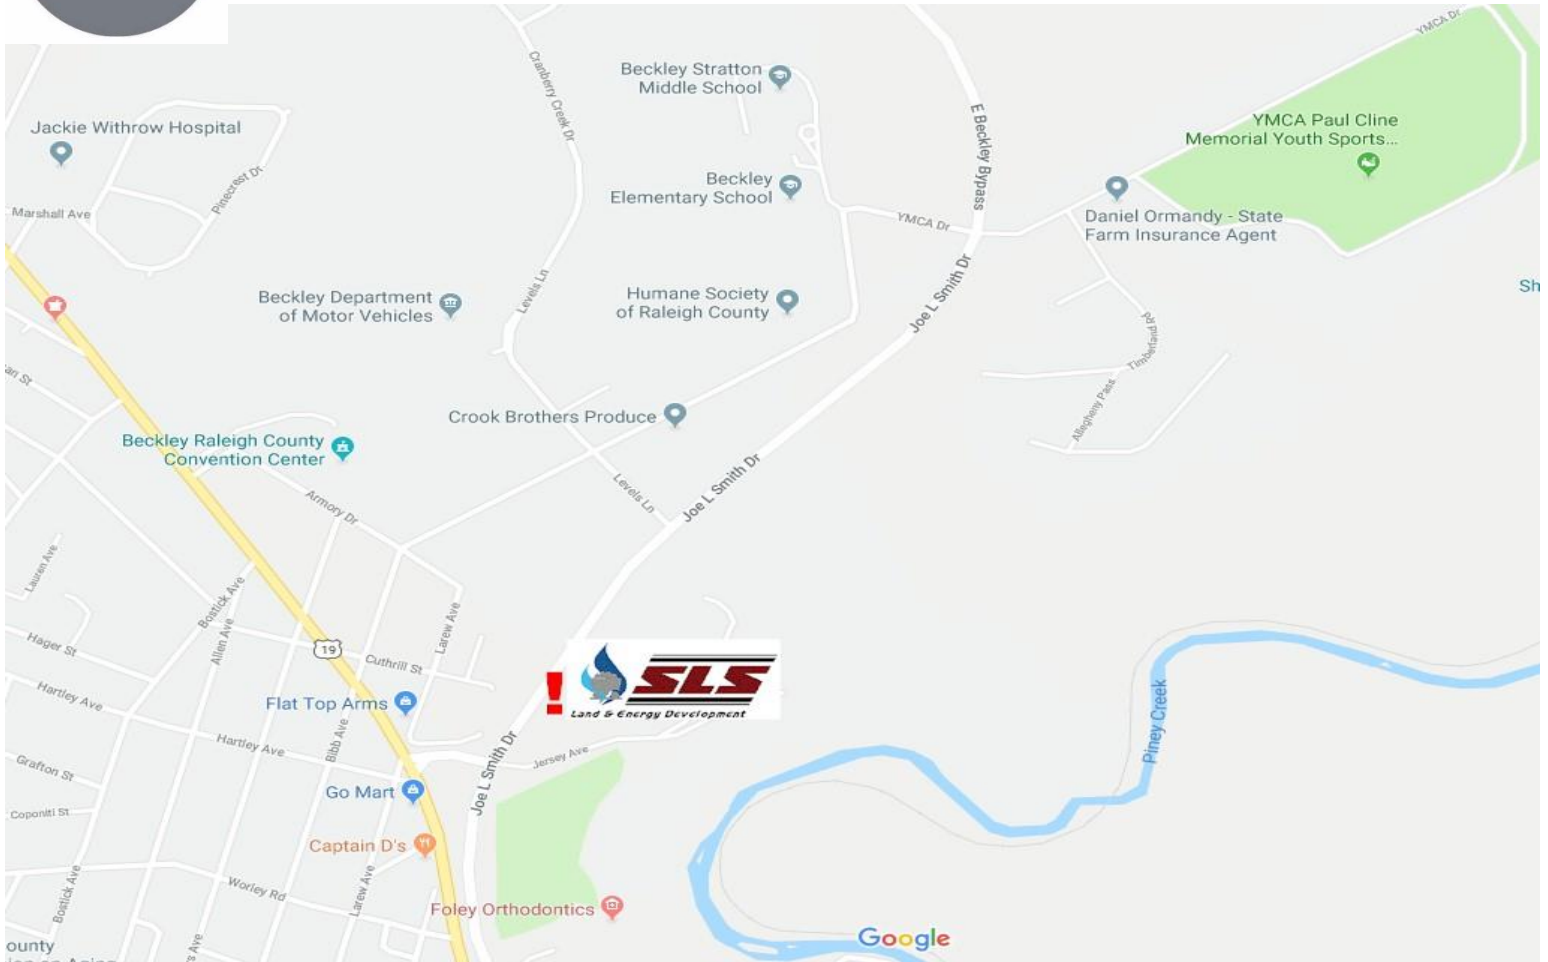 YMCA Dr
Cranberry Creek Dr
Beckley Stratton
Middle School
E Beckley Bypass
YMCA Paul Cline
Memorial Youth Sports...
Jackie Withrow Hospital
Pinecrest Dr
Marshall Ave
Beckley
Elementary School
YMCA Dr
Daniel Ormandy - State
Farm Insurance Agent
Levels Ln
Joe L Smith Dr
Beckley Department
of Motor Vehicles
Humane Society
of Raleigh County
Sh
Timberland Rd
an St
Allegheny Pass
Crook Brothers Produce
Beckley Raleigh County
Convention Center
Levels Ln
Joe L Smith Dr
Armory Dr
Lauren Ave
Bostick Ave
Allen Ave
Larew Ave
Hager St
19
Cuthrill St
!
SLS
Land & Energy Development
Hartley Ave
Flat Top Arms
Piney Creek
Bibb Ave
Hartley Ave
Jersey Ave
Joe L Smith Dr
Grafton St
Go Mart
Coponiti St
Captain D's
Bostick Ave
Worley Rd
Larew Ave
Foley Orthodontics
Google
ounty